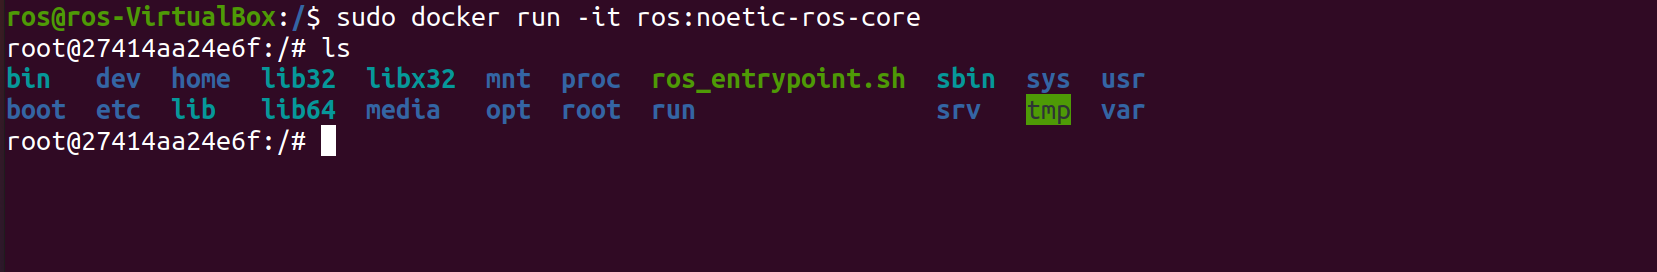 ros@ros-VirtualBox:/$ sudo docker run -it ros:noetic-ros-core
root@27414aa24e6f:/# ls
bin   dev  home  lib32  libx32  mnt  proc  ros_entrypoint.sh  sbin  sys  usr
boot  etc  lib   lib64  media   opt  root  run                srv   tmp  var
root@27414aa24e6f:/#